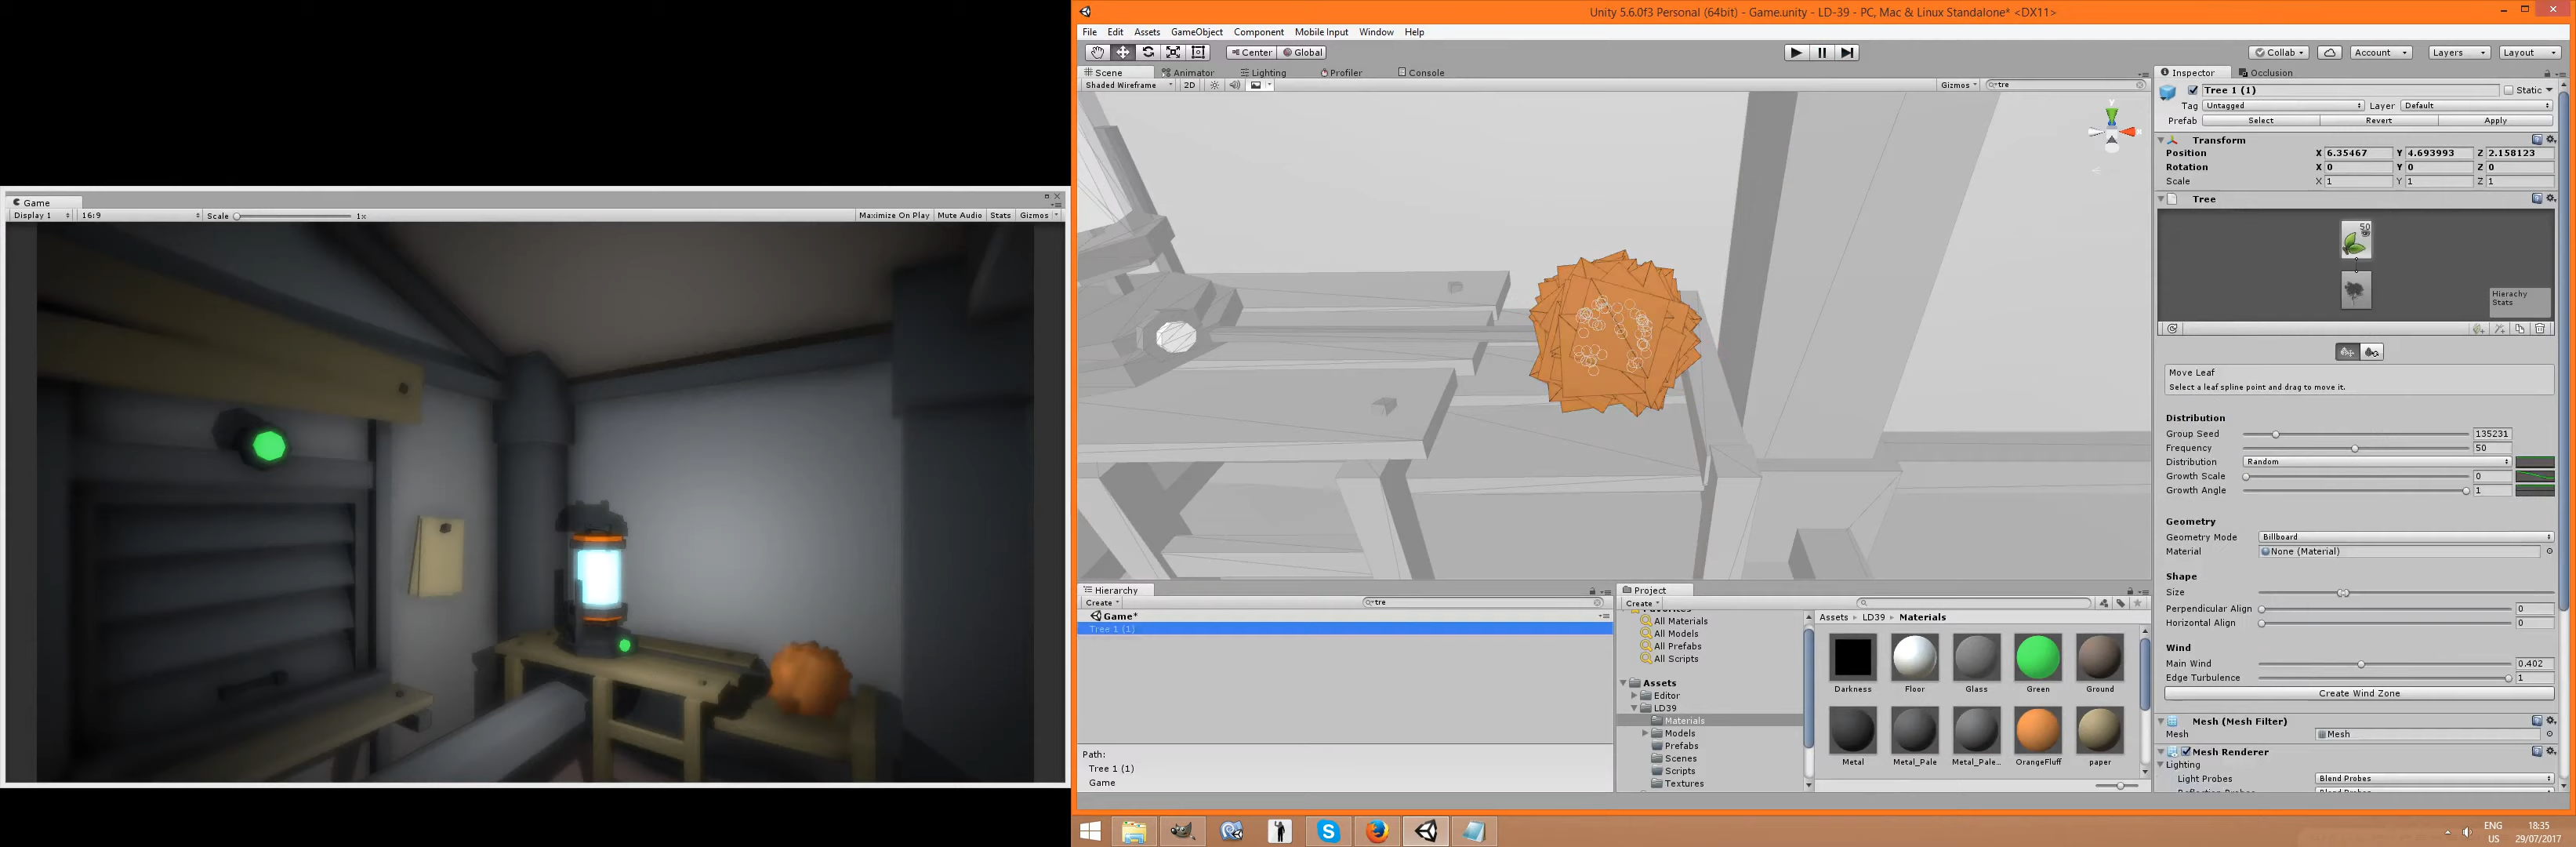 Game
Display 1
16:9
Scale
1x
Maximize On Play
Mute Audio
Stats
Gizmos
Unity 5.6.0f3 Personal (64bit) - Game.unity - LD-39 - PC, Mac & Linux Standalone* <DX11>
File Edit Assets GameObject Component Mobile Input Window Help
Center
Global
Collab
Account
Layers
Layout
Scene
Animator
Lighting
Profiler
Console
Shaded Wireframe
2D
Gizmos
tre
Y
Hierarchy
Create
tre
Game*
Tree 1 (1)
Path:
Tree 1 (1)
Game
Project
Create
Favorites
All Materials
All Models
All Prefabs
All Scripts
Assets
Editor
LD39
Materials
Models
Prefabs
Scenes
Scripts
Textures
Assets LD39 Materials
Darkness Floor Glass Green Ground
Metal Metal_Pale Metal_Pale... OrangeFluff paper
Inspector
Occlusion
Tree 1 (1)
Static
Tag Untagged Layer Default
Prefab Select Revert Apply
Transform
Position X 6.35467 Y 4.693993 Z 2.158123
Rotation X 0 Y 0 Z 0
Scale X 1 Y 1 Z 1
Tree
50
Hierachy
Stats
Move Leaf
Select a leaf spline point and drag to move it.
Distribution
Group Seed 135231
Frequency 50
Distribution Random
Growth Scale 0
Growth Angle 1
Geometry
Geometry Mode Billboard
Material None (Material)
Shape
Size
Perpendicular Align 0
Horizontal Align 0
Wind
Main Wind 0.402
Edge Turbulence 1
Create Wind Zone
Mesh (Mesh Filter)
Mesh Mesh
Mesh Renderer
Lighting
Light Probes Blend Probes
Reflection Probes Blend Probes
ENG
US
18:35
29/07/2017